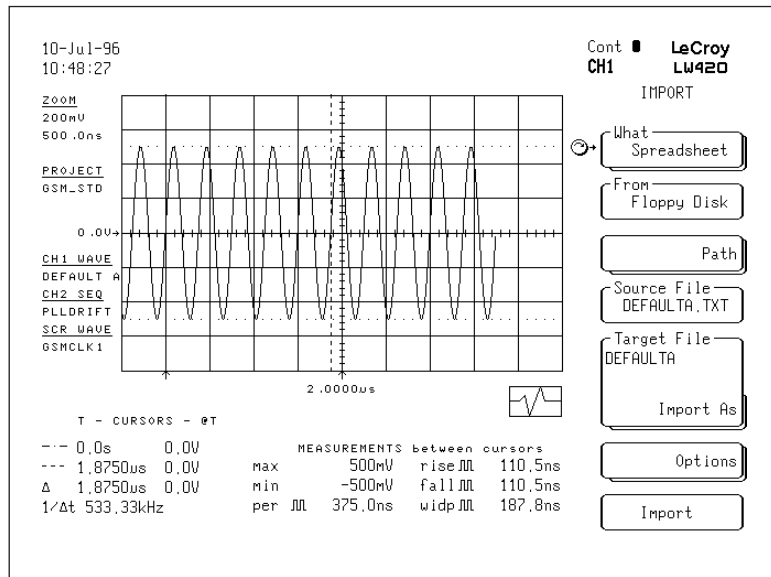 10-Jul-96
10:48:27
Cont
CH1
LeCroy
LW420
IMPORT
ZOOM
200mV
500.0ns
PROJECT
GSM_STD
0.0V
CH1 WAVE
DEFAULT A
CH2 SEQ
PLLDRIFT
SCR WAVE
GSMCLK1
2.0000us
What
Spreadsheet
From
Floppy Disk
Path
Source File
DEFAULTA.TXT
Target File
DEFAULTA
Import As
Options
Import
T - CURSORS - @T
0.0s 0.0V
1.8750us 0.0V
Δ 1.8750us 0.0V
1/Δt 533.33kHz
MEASUREMENTS between cursors
max 500mV rise 110.5ns
min -500mV fall 110.5ns
per 375.0ns widp 187.8ns